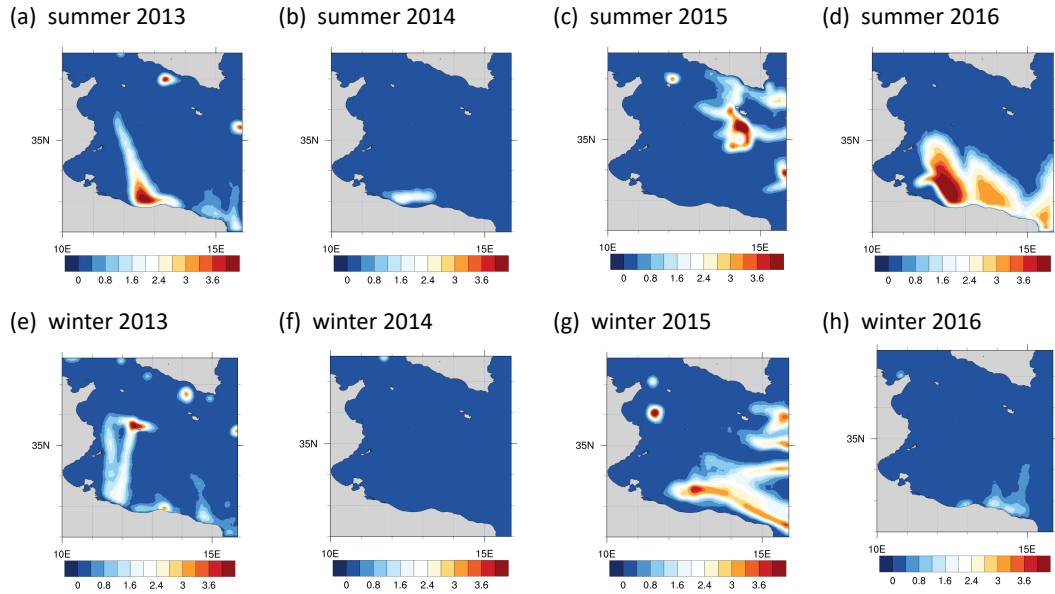 (a) summer 2013
(b) summer 2014
(c) summer 2015
(d) summer 2016
35N
35N
35N
35N
10E 15E
10E 15E
10E 15E
10E 15E
0 0.8 1.6 2.4 3 3.6
0 0.8 1.6 2.4 3 3.6
0 0.8 1.6 2.4 3 3.6
0 0.8 1.6 2.4 3 3.6
(e) winter 2013
(f) winter 2014
(g) winter 2015
(h) winter 2016
35N
35N
35N
35N
10E 15E
10E 15E
10E 15E
10E 15E
0 0.8 1.6 2.4 3 3.6
0 0.8 1.6 2.4 3 3.6
0 0.8 1.6 2.4 3 3.6
0 0.8 1.6 2.4 3 3.6